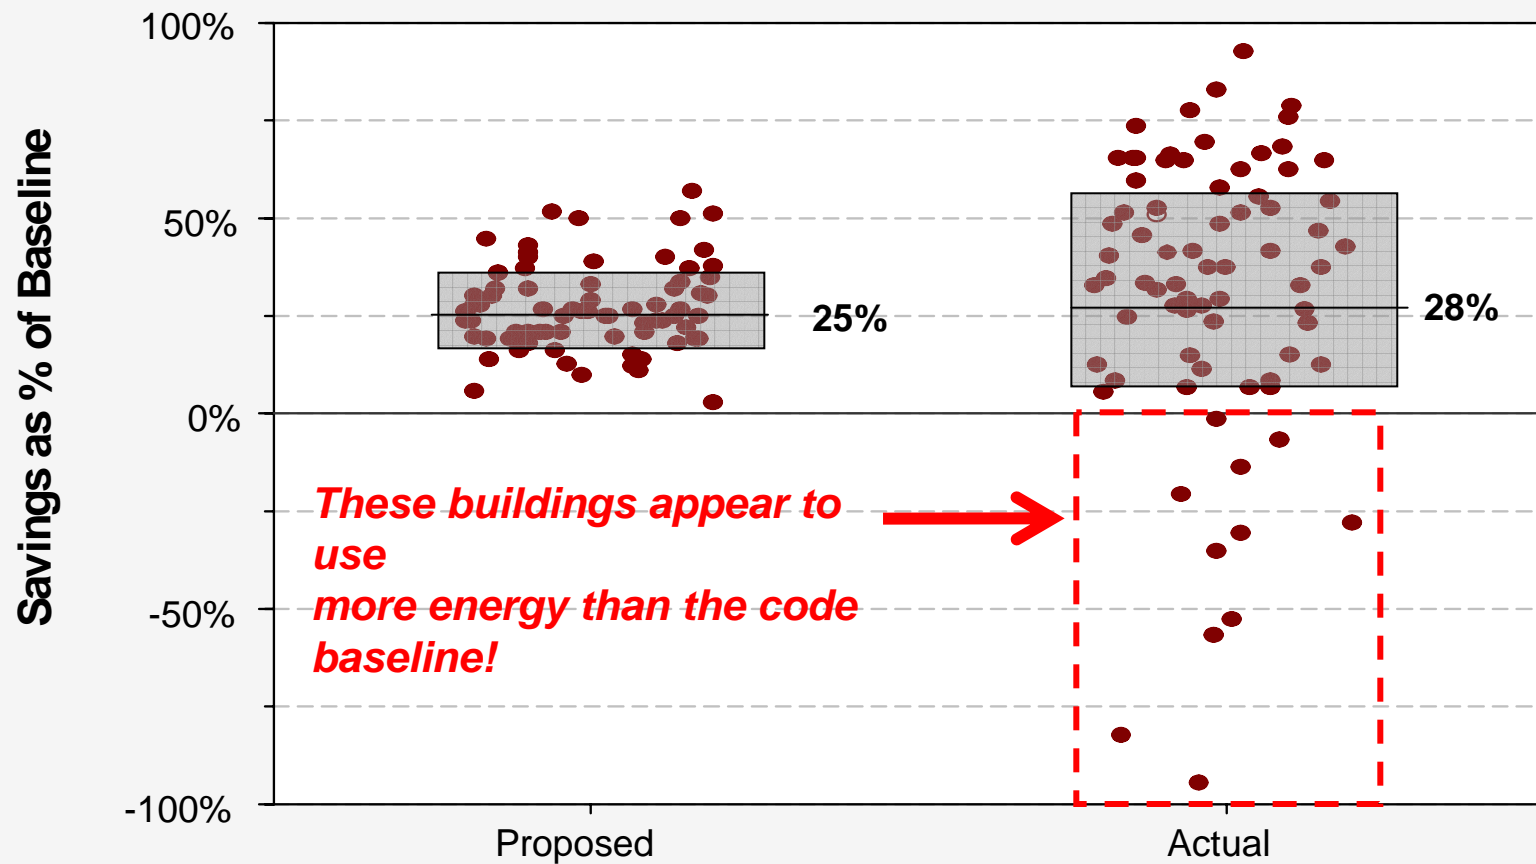 Savings as % of Baseline
100%
50%
0%
-50%
-100%
25%
28%
These buildings appear to
use
more energy than the code
baseline!
Proposed
Actual